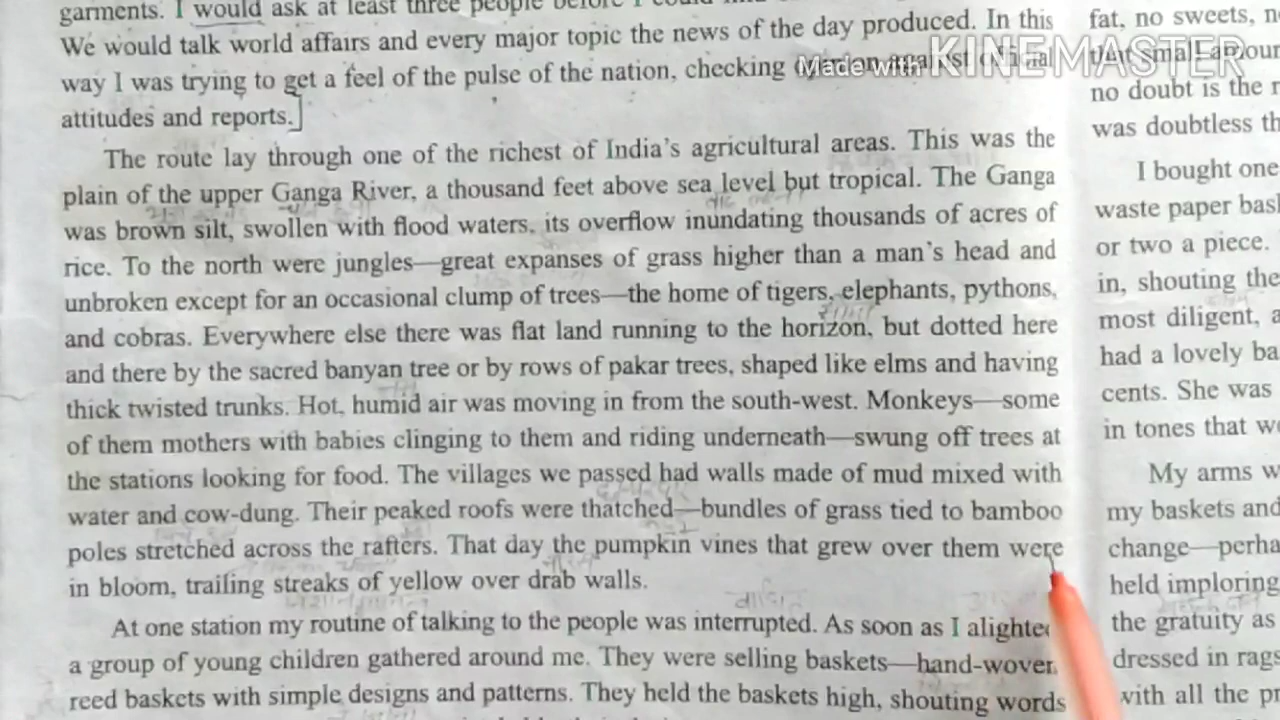 garments. I would ask at least three people before I could
We would talk world affairs and every major topic the news of the day produced. In this
way I was trying to get a feel of the pulse of the nation, checking opinion against official
attitudes and reports.]
The route lay through one of the richest of India's agricultural areas. This was the
plain of the upper Ganga River, a thousand feet above sea level but tropical. The Ganga
was brown silt, swollen with flood waters, its overflow inundating thousands of acres of
rice. To the north were jungles—great expanses of grass higher than a man's head and
unbroken except for an occasional clump of trees—the home of tigers, elephants, pythons,
and cobras. Everywhere else there was flat land running to the horizon, but dotted here
and there by the sacred banyan tree or by rows of pakar trees, shaped like elms and having
thick twisted trunks. Hot, humid air was moving in from the south-west. Monkeys—some
of them mothers with babies clinging to them and riding underneath—swung off trees at
the stations looking for food. The villages we passed had walls made of mud mixed with
water and cow-dung. Their peaked roofs were thatched—bundles of grass tied to bamboo
poles stretched across the rafters. That day the pumpkin vines that grew over them were
in bloom, trailing streaks of yellow over drab walls.
At one station my routine of talking to the people was interrupted. As soon as I alighted
a group of young children gathered around me. They were selling baskets—hand-woven
reed baskets with simple designs and patterns. They held the baskets high, shouting words
Made with KINEMASTER
fat, no sweets, n
that small amoun
no doubt is the r
was doubtless th
I bought one
waste paper bas
or two a piece.
in, shouting the
most diligent, a
had a lovely ba
cents. She was
in tones that we
My arms w
my baskets and
change—perha
held imploring
the gratuity as
dressed in rags
with all the pr